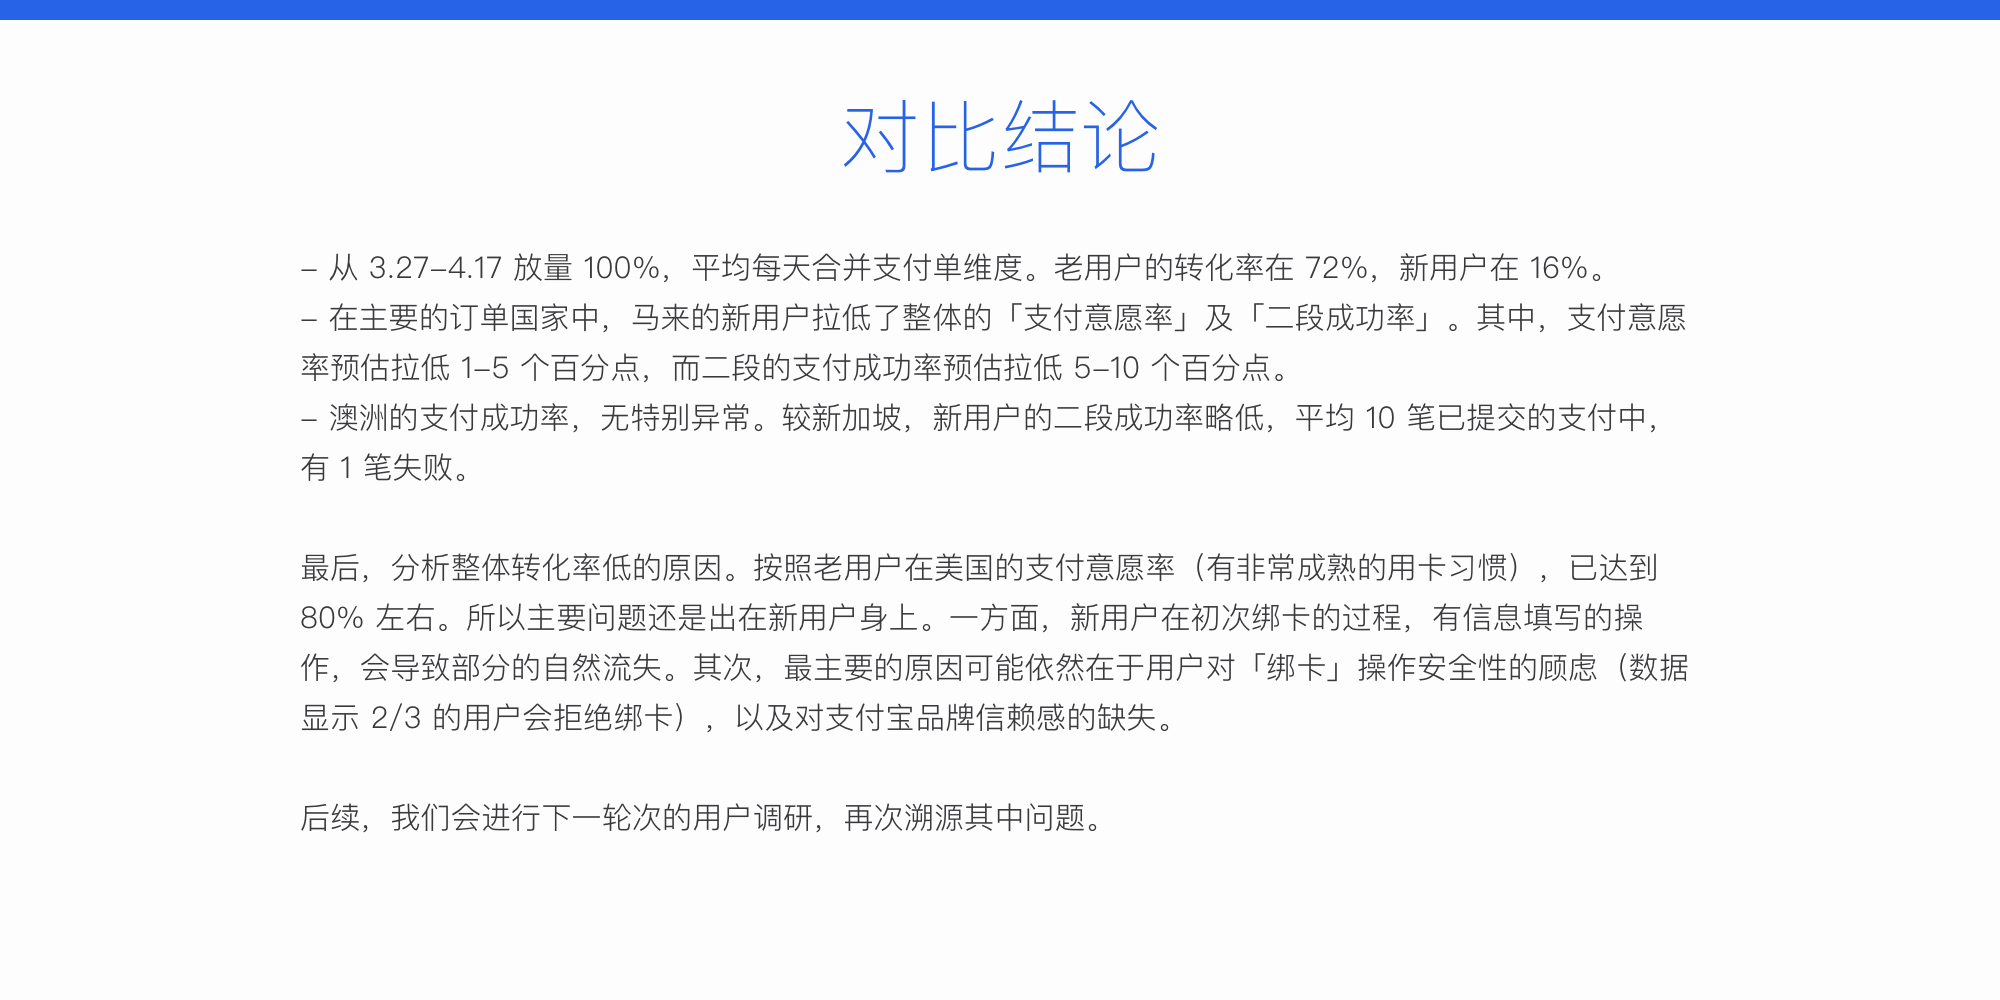 对比结论
– 从 3.27–4.17 放量 100%，平均每天合并支付单维度。老用户的转化率在 72%，新用户在 16%。
– 在主要的订单国家中，马来的新用户拉低了整体的「支付意愿率」及「二段成功率」。其中，支付意愿
率预估拉低 1–5 个百分点，而二段的支付成功率预估拉低 5–10 个百分点。
– 澳洲的支付成功率，无特别异常。较新加坡，新用户的二段成功率略低，平均 10 笔已提交的支付中，
有 1 笔失败。
最后，分析整体转化率低的原因。按照老用户在美国的支付意愿率（有非常成熟的用卡习惯），已达到
80% 左右。所以主要问题还是出在新用户身上。一方面，新用户在初次绑卡的过程，有信息填写的操
作，会导致部分的自然流失。其次，最主要的原因可能依然在于用户对「绑卡」操作安全性的顾虑（数据
显示 2/3 的用户会拒绝绑卡），以及对支付宝品牌信赖感的缺失。
后续，我们会进行下一轮次的用户调研，再次溯源其中问题。